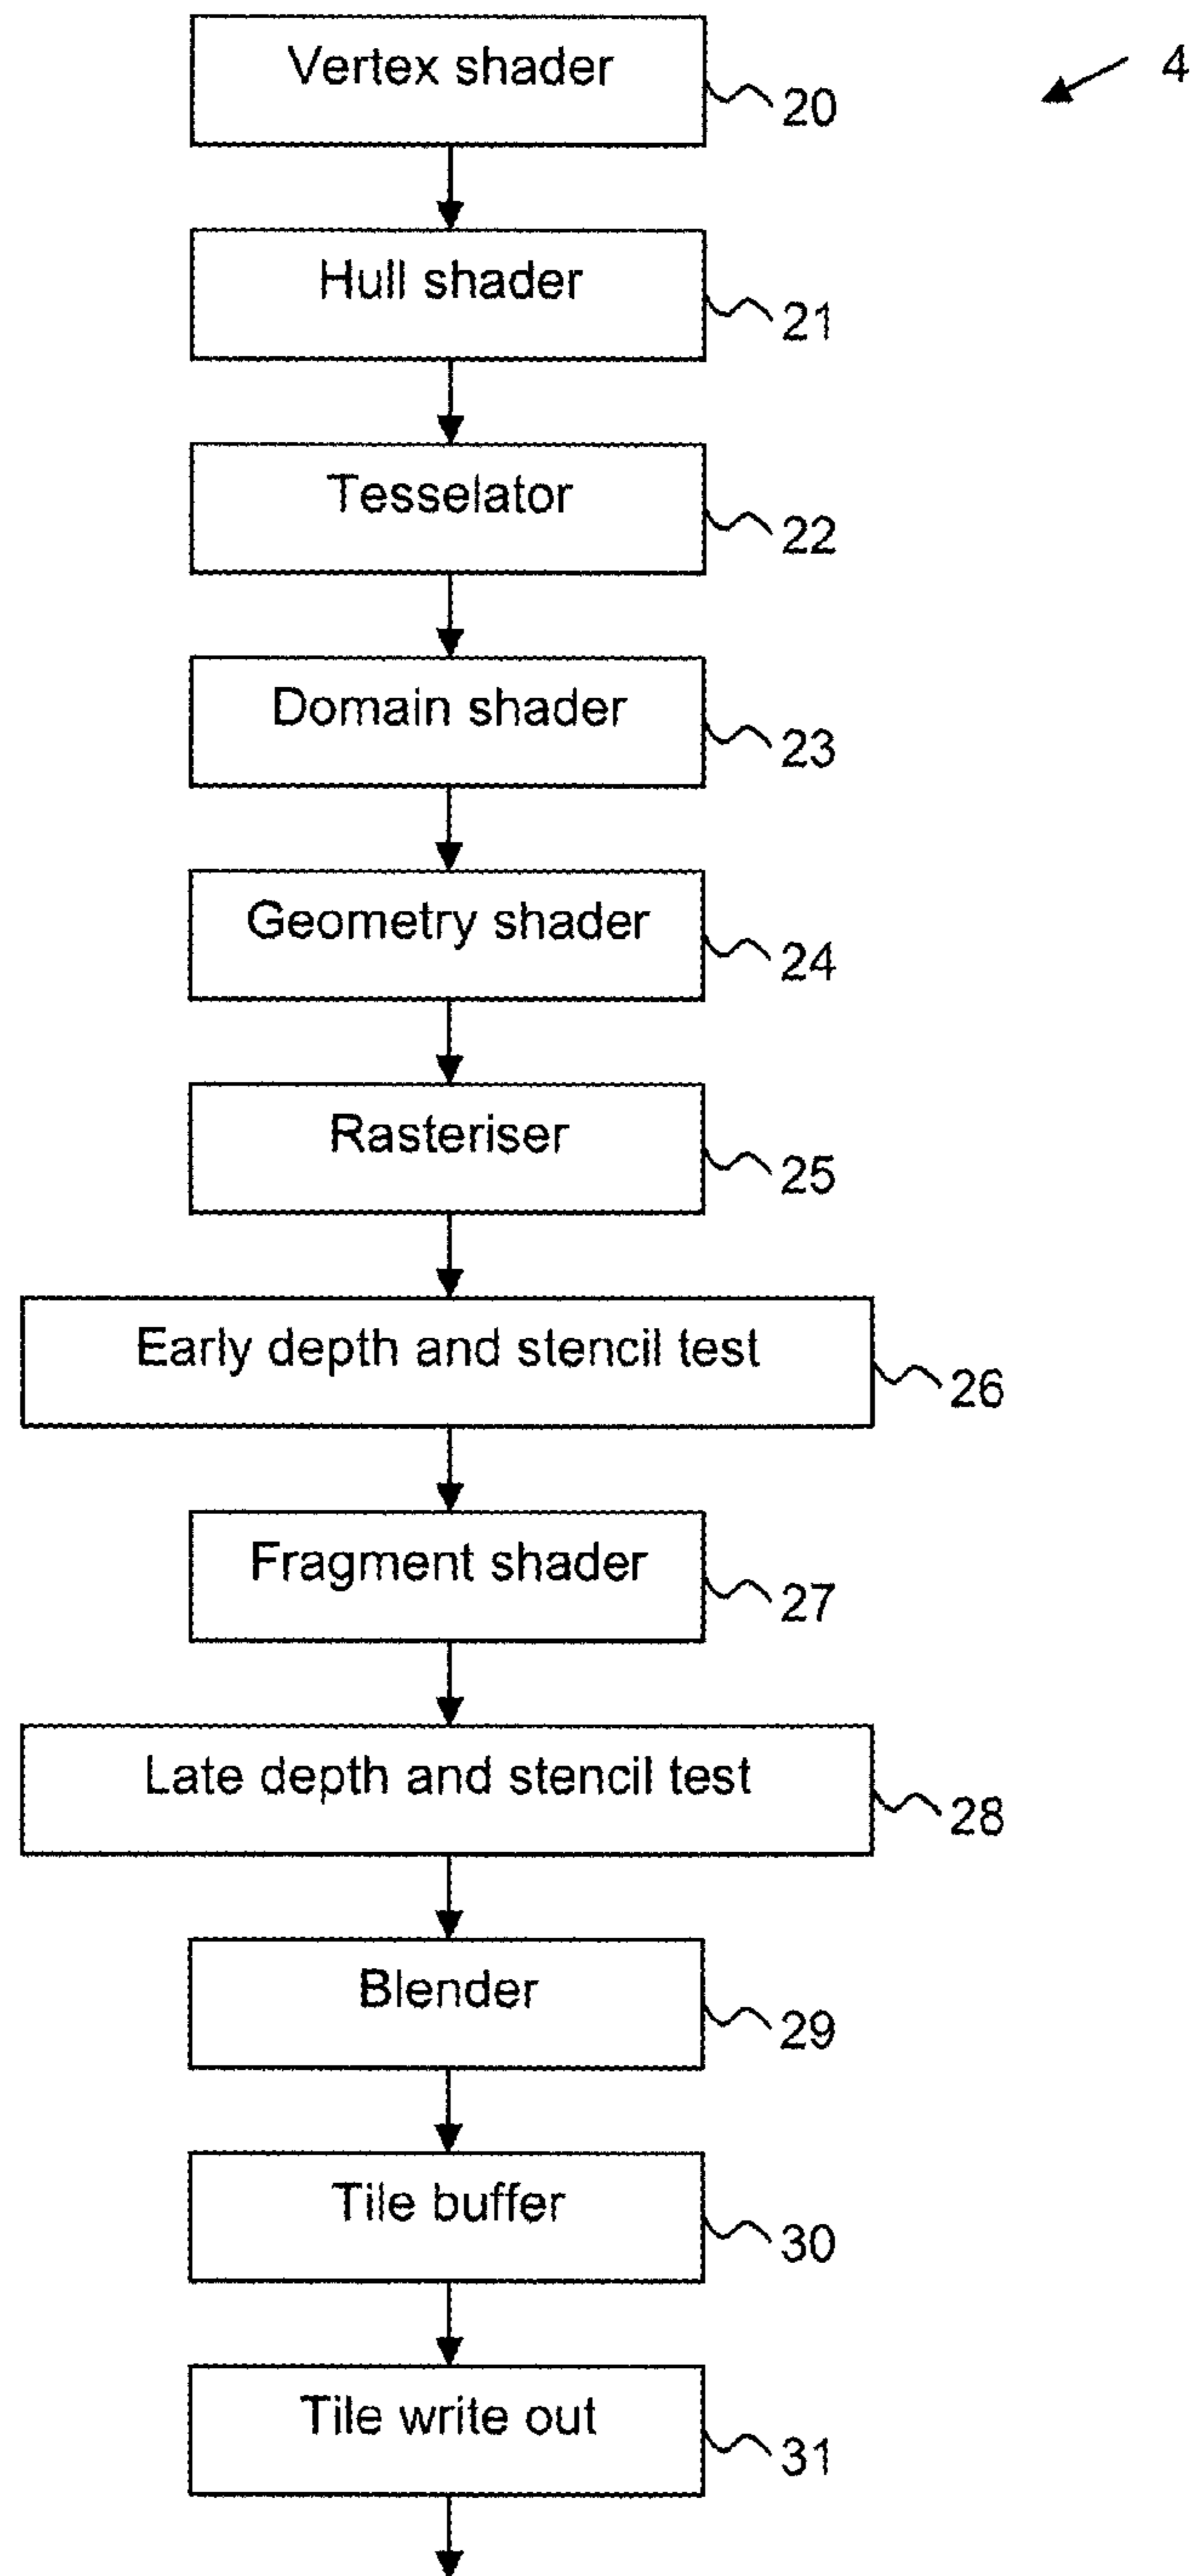 Vertex shader
20
4
Hull shader
21
Tesselator
22
Domain shader
23
Geometry shader
24
Rasteriser
25
Early depth and stencil test
26
Fragment shader
27
Late depth and stencil test
28
Blender
29
Tile buffer
30
Tile write out
31